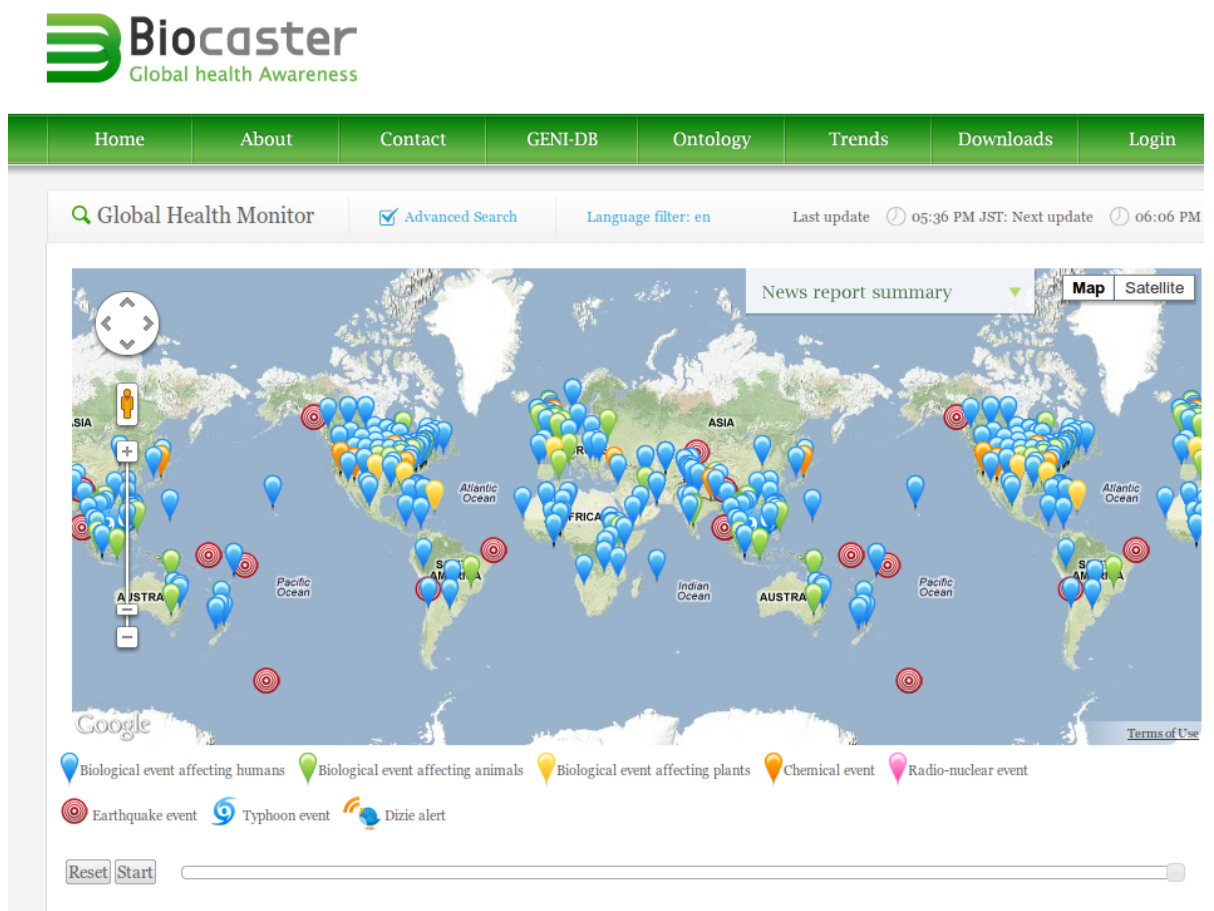 Biocaster
Global health Awareness
Home About Contact GENI-DB Ontology Trends Downloads Login
Global Health Monitor Advanced Search Language filter: en Last update 05:36 PM JST: Next update 06:06 PM
News report summary
Map Satellite
SIA
ASIA
Atlantic Ocean
Atlantic Ocean
FRICA
Pacific Ocean
Indian Ocean
Pacific Ocean
AUSTRA
AUSTRA
Google
Terms of Use
Biological event affecting humans Biological event affecting animals Biological event affecting plants Chemical event Radio-nuclear event
Earthquake event Typhoon event Dizie alert
Reset Start